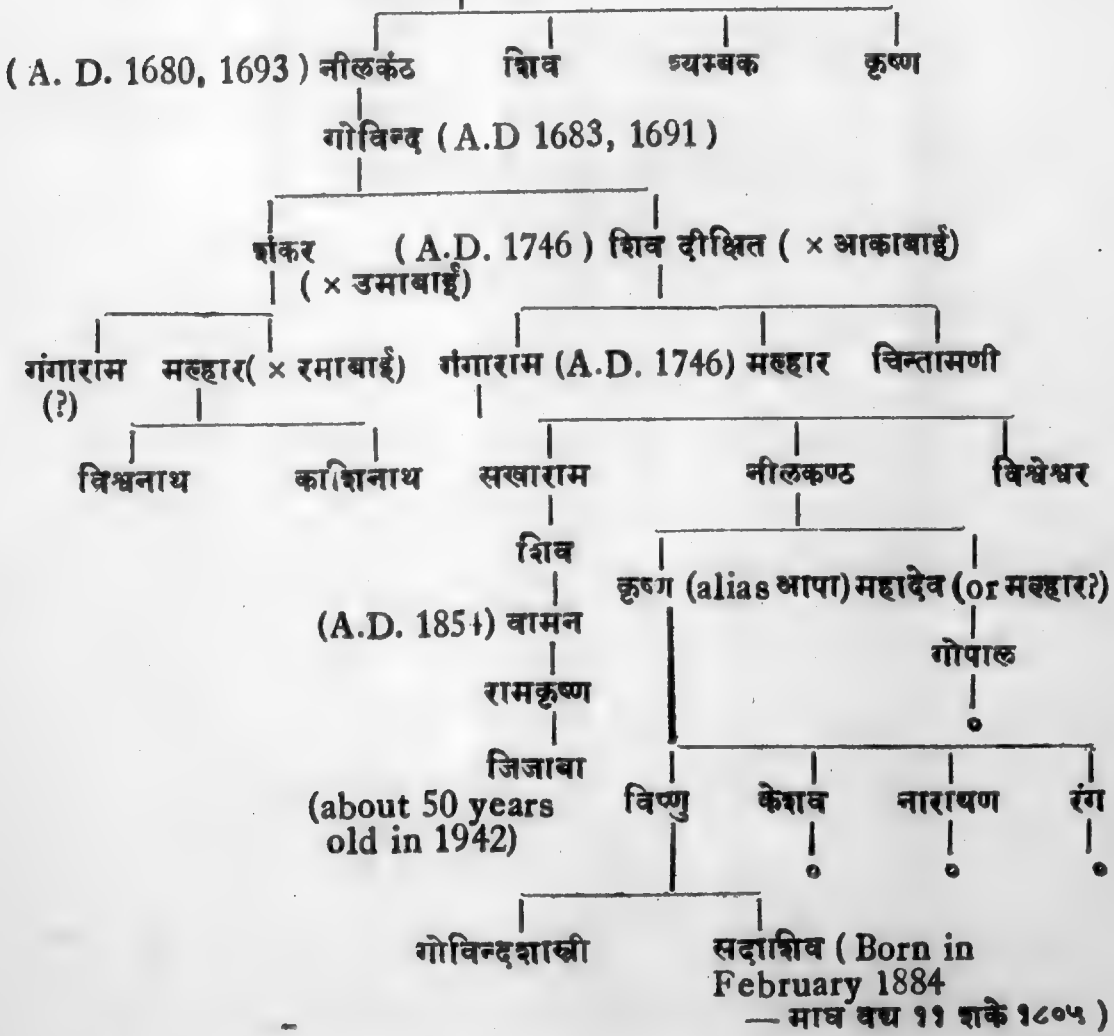 ( A. D. 1680, 1693 ) नीलकंठ शिव त्र्यम्बक कृष्ण
गोविन्द ( A.D 1683, 1691 )
शंकर ( A.D. 1746 ) शिव दीक्षित ( × आकाबाई)
( × उमाबाई)
गंगाराम मल्हार( × रमाबाई) गंगाराम (A.D. 1746) मल्हार चिन्तामणी
(?)
विश्वनाथ काशिनाथ सखाराम नीलकण्ठ विश्वेश्वर
शिव
कृष्ण (alias आपा) महादेव (or मल्हार?)
(A.D. 1854) वामन
गोपाल
रामकृष्ण
जिजाबा
(about 50 years विष्णु केशव नारायण रंग
old in 1942)
गोविन्दशास्त्री सदाशिव ( Born in
February 1884
— माघ वद्य ११ शके १८०५ )